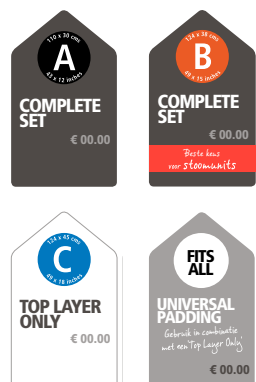 110 x 30 cms
A
43 x 12 inches
COMPLETE
SET
€ 00.00
124 x 38 cms
B
49 x 15 inches
COMPLETE
SET
€ 00.00
Beste keus
voor stoomunits
124 x 45 cms
C
49 x 18 inches
TOP LAYER
ONLY
€ 00.00
FITS
ALL
UNIVERSAL
PADDING
Gebruik in combinatie
met een 'Top Layer Only'
€ 00.00